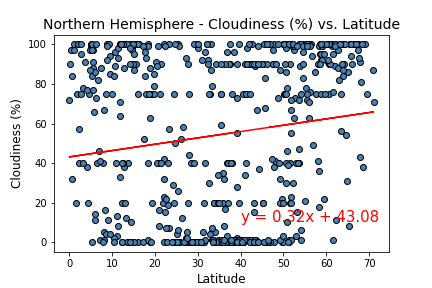 Northern Hemisphere - Cloudiness (%) vs. Latitude
100
80
60
40
20
0
Cloudiness (%)
y = 0.32x + 43.08
0 10 20 30 40 50 60 70
Latitude